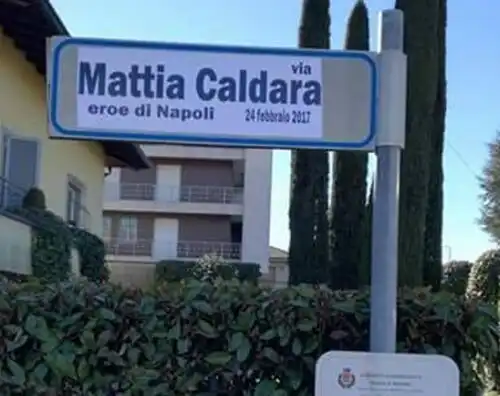 via
Mattia Caldara
eroe di Napoli 24 febbraio 2017